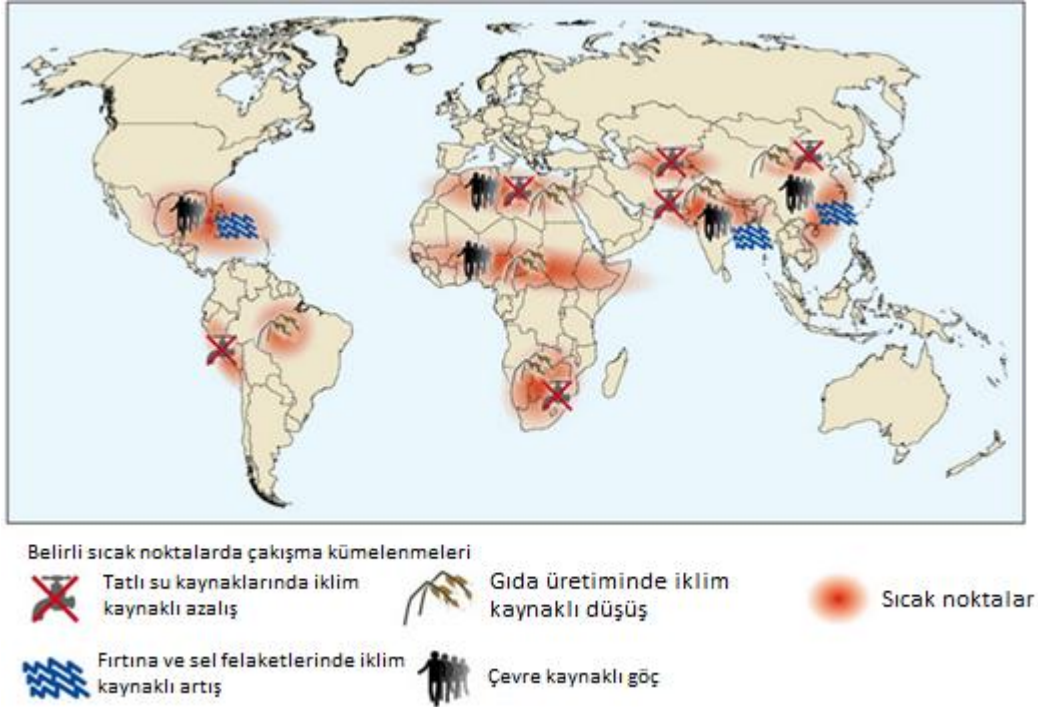 Belirli sıcak noktalarda çakışma kümelenmeleri
Tatlı su kaynaklarında iklim
kaynaklı azalış
Gıda üretiminde iklim
kaynaklı düşüş
Sıcak noktalar
Fırtına ve sel felaketlerinde iklim
kaynaklı artış
Çevre kaynaklı göç